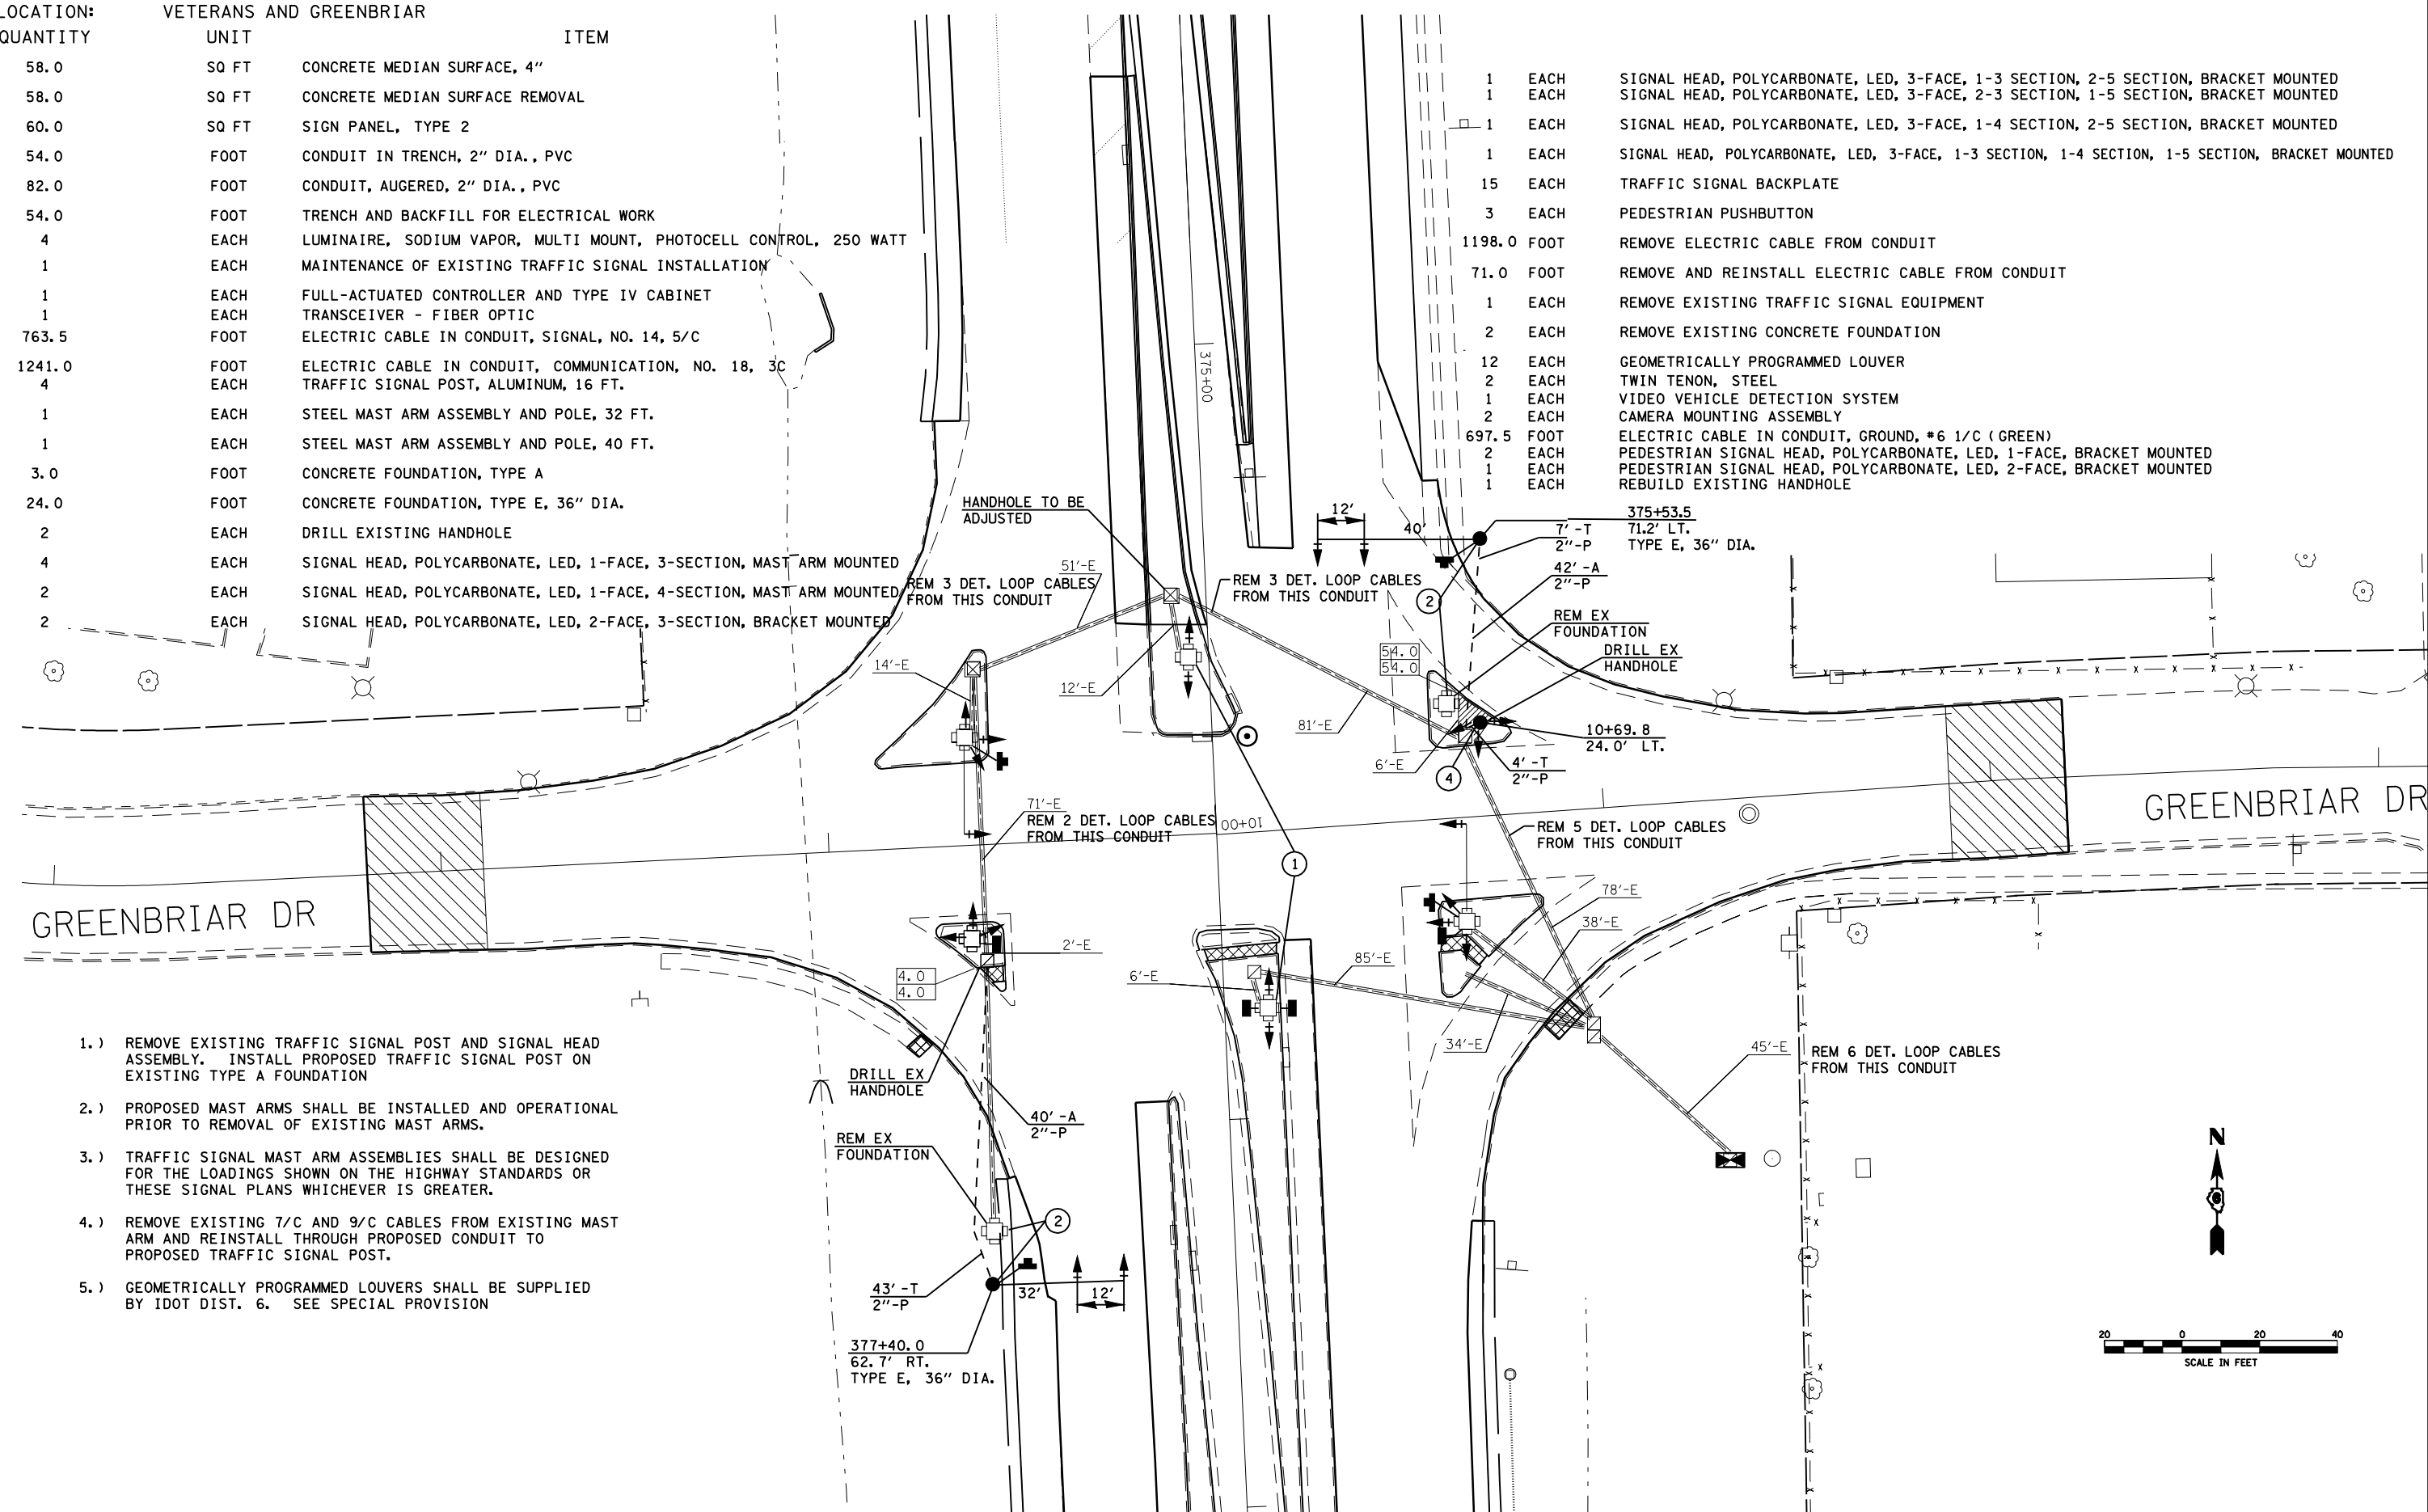 LOCATION: VETERANS AND GREENBRIAR
QUANTITY UNIT ITEM
58.0 SQ FT CONCRETE MEDIAN SURFACE, 4"
58.0 SQ FT CONCRETE MEDIAN SURFACE REMOVAL
60.0 SQ FT SIGN PANEL, TYPE 2
54.0 FOOT CONDUIT IN TRENCH, 2" DIA., PVC
82.0 FOOT CONDUIT, AUGERED, 2" DIA., PVC
54.0 FOOT TRENCH AND BACKFILL FOR ELECTRICAL WORK
4 EACH LUMINAIRE, SODIUM VAPOR, MULTI MOUNT, PHOTOCELL CONTROL, 250 WATT
1 EACH MAINTENANCE OF EXISTING TRAFFIC SIGNAL INSTALLATION
1 EACH FULL-ACTUATED CONTROLLER AND TYPE IV CABINET
1 EACH TRANSCEIVER - FIBER OPTIC
763.5 FOOT ELECTRIC CABLE IN CONDUIT, SIGNAL, NO. 14, 5/C
1241.0 FOOT ELECTRIC CABLE IN CONDUIT, COMMUNICATION, NO. 18, 3C
4 EACH TRAFFIC SIGNAL POST, ALUMINUM, 16 FT.
1 EACH STEEL MAST ARM ASSEMBLY AND POLE, 32 FT.
1 EACH STEEL MAST ARM ASSEMBLY AND POLE, 40 FT.
3.0 FOOT CONCRETE FOUNDATION, TYPE A
24.0 FOOT CONCRETE FOUNDATION, TYPE E, 36" DIA.
2 EACH DRILL EXISTING HANDHOLE
4 EACH SIGNAL HEAD, POLYCARBONATE, LED, 1-FACE, 3-SECTION, MAST ARM MOUNTED
2 EACH SIGNAL HEAD, POLYCARBONATE, LED, 1-FACE, 4-SECTION, MAST ARM MOUNTED
2 EACH SIGNAL HEAD, POLYCARBONATE, LED, 2-FACE, 3-SECTION, BRACKET MOUNTED
1 EACH SIGNAL HEAD, POLYCARBONATE, LED, 3-FACE, 1-3 SECTION, 2-5 SECTION, BRACKET MOUNTED
1 EACH SIGNAL HEAD, POLYCARBONATE, LED, 3-FACE, 2-3 SECTION, 1-5 SECTION, BRACKET MOUNTED
1 EACH SIGNAL HEAD, POLYCARBONATE, LED, 3-FACE, 1-4 SECTION, 2-5 SECTION, BRACKET MOUNTED
1 EACH SIGNAL HEAD, POLYCARBONATE, LED, 3-FACE, 1-3 SECTION, 1-4 SECTION, 1-5 SECTION, BRACKET MOUNTED
15 EACH TRAFFIC SIGNAL BACKPLATE
3 EACH PEDESTRIAN PUSHBUTTON
1198.0 FOOT REMOVE ELECTRIC CABLE FROM CONDUIT
71.0 FOOT REMOVE AND REINSTALL ELECTRIC CABLE FROM CONDUIT
1 EACH REMOVE EXISTING TRAFFIC SIGNAL EQUIPMENT
2 EACH REMOVE EXISTING CONCRETE FOUNDATION
12 EACH GEOMETRICALLY PROGRAMMED LOUVER
2 EACH TWIN TENON, STEEL
1 EACH VIDEO VEHICLE DETECTION SYSTEM
2 EACH CAMERA MOUNTING ASSEMBLY
697.5 FOOT ELECTRIC CABLE IN CONDUIT, GROUND, #6 1/C (GREEN)
2 EACH PEDESTRIAN SIGNAL HEAD, POLYCARBONATE, LED, 1-FACE, BRACKET MOUNTED
1 EACH PEDESTRIAN SIGNAL HEAD, POLYCARBONATE, LED, 2-FACE, BRACKET MOUNTED
1 EACH REBUILD EXISTING HANDHOLE
375+00
HANDHOLE TO BE
ADJUSTED
12'
40'
7'-T
2"-P
375+53.5
71.2' LT.
TYPE E, 36" DIA.
51'-E
REM 3 DET. LOOP CABLES
FROM THIS CONDUIT
REM 3 DET. LOOP CABLES
FROM THIS CONDUIT
42'-A
2"-P
2
REM EX
FOUNDATION
DRILL EX
HANDHOLE
54.0
54.0
14'-E
12'-E
81'-E
10+69.8
24.0' LT.
6'-E
4
4'-T
2"-P
71'-E
REM 2 DET. LOOP CABLES
FROM THIS CONDUIT
10+00
REM 5 DET. LOOP CABLES
FROM THIS CONDUIT
GREENBRIAR DR
1
GREENBRIAR DR
78'-E
38'-E
2'-E
4.0
4.0
6'-E
85'-E
34'-E
45'-E
REM 6 DET. LOOP CABLES
FROM THIS CONDUIT
DRILL EX
HANDHOLE
40'-A
2"-P
REM EX
FOUNDATION
2
43'-T
2"-P
32'
12'
377+40.0
62.7' RT.
TYPE E, 36" DIA.
1.) REMOVE EXISTING TRAFFIC SIGNAL POST AND SIGNAL HEAD
ASSEMBLY. INSTALL PROPOSED TRAFFIC SIGNAL POST ON
EXISTING TYPE A FOUNDATION
2.) PROPOSED MAST ARMS SHALL BE INSTALLED AND OPERATIONAL
PRIOR TO REMOVAL OF EXISTING MAST ARMS.
3.) TRAFFIC SIGNAL MAST ARM ASSEMBLIES SHALL BE DESIGNED
FOR THE LOADINGS SHOWN ON THE HIGHWAY STANDARDS OR
THESE SIGNAL PLANS WHICHEVER IS GREATER.
4.) REMOVE EXISTING 7/C AND 9/C CABLES FROM EXISTING MAST
ARM AND REINSTALL THROUGH PROPOSED CONDUIT TO
PROPOSED TRAFFIC SIGNAL POST.
5.) GEOMETRICALLY PROGRAMMED LOUVERS SHALL BE SUPPLIED
BY IDOT DIST. 6. SEE SPECIAL PROVISION
N
6
20 0 20 40
SCALE IN FEET